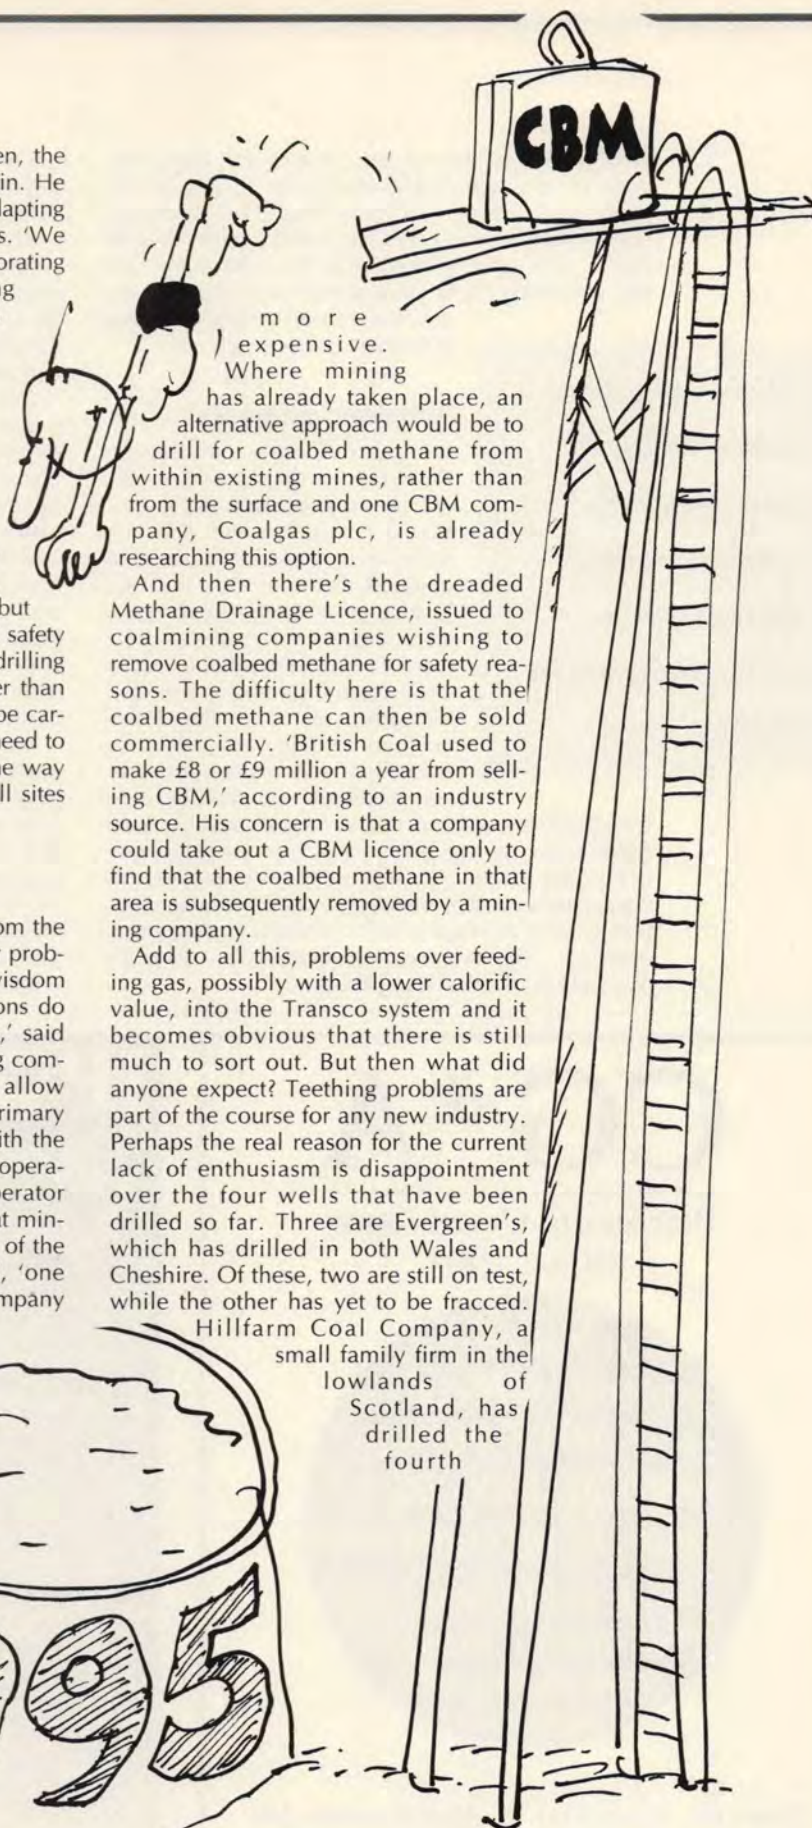 CBM
en, the
in. He
lapting
s. 'We
orating
g
but
safety
drilling
er than
be car-
need to
e way
ll sites
om the
prob-
visdom
ons do
,' said
g com-
allow
rimary
ith the
opera-
perator
t min-
of the
, 'one
mpany
more
expensive.
Where mining
has already taken place, an
alternative approach would be to
drill for coalbed methane from
within existing mines, rather than
from the surface and one CBM com-
pany, Coalgas plc, is already
researching this option.
And then there's the dreaded
Methane Drainage Licence, issued to
coalmining companies wishing to
remove coalbed methane for safety rea-
sons. The difficulty here is that the
coalbed methane can then be sold
commercially. 'British Coal used to
make £8 or £9 million a year from sell-
ing CBM,' according to an industry
source. His concern is that a company
could take out a CBM licence only to
find that the coalbed methane in that
area is subsequently removed by a min-
ing company.
Add to all this, problems over feed-
ing gas, possibly with a lower calorific
value, into the Transco system and it
becomes obvious that there is still
much to sort out. But then what did
anyone expect? Teething problems are
part of the course for any new industry.
Perhaps the real reason for the current
lack of enthusiasm is disappointment
over the four wells that have been
drilled so far. Three are Evergreen's,
which has drilled in both Wales and
Cheshire. Of these, two are still on test,
while the other has yet to be fracced.
Hillfarm Coal Company, a
small family firm in the
lowlands of
Scotland, has
drilled the
fourth
995